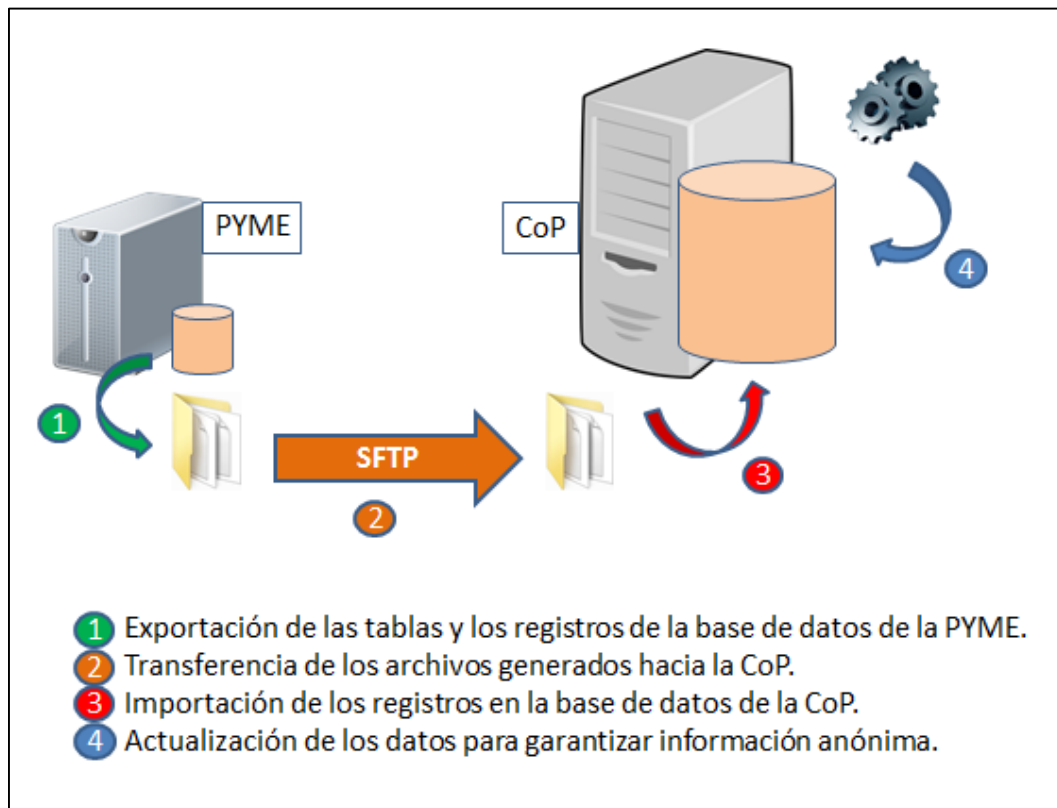 PYME
CoP
4
1
SFTP
3
2
1 Exportación de las tablas y los registros de la base de datos de la PYME.
2 Transferencia de los archivos generados hacia la CoP.
3 Importación de los registros en la base de datos de la CoP.
4 Actualización de los datos para garantizar información anónima.